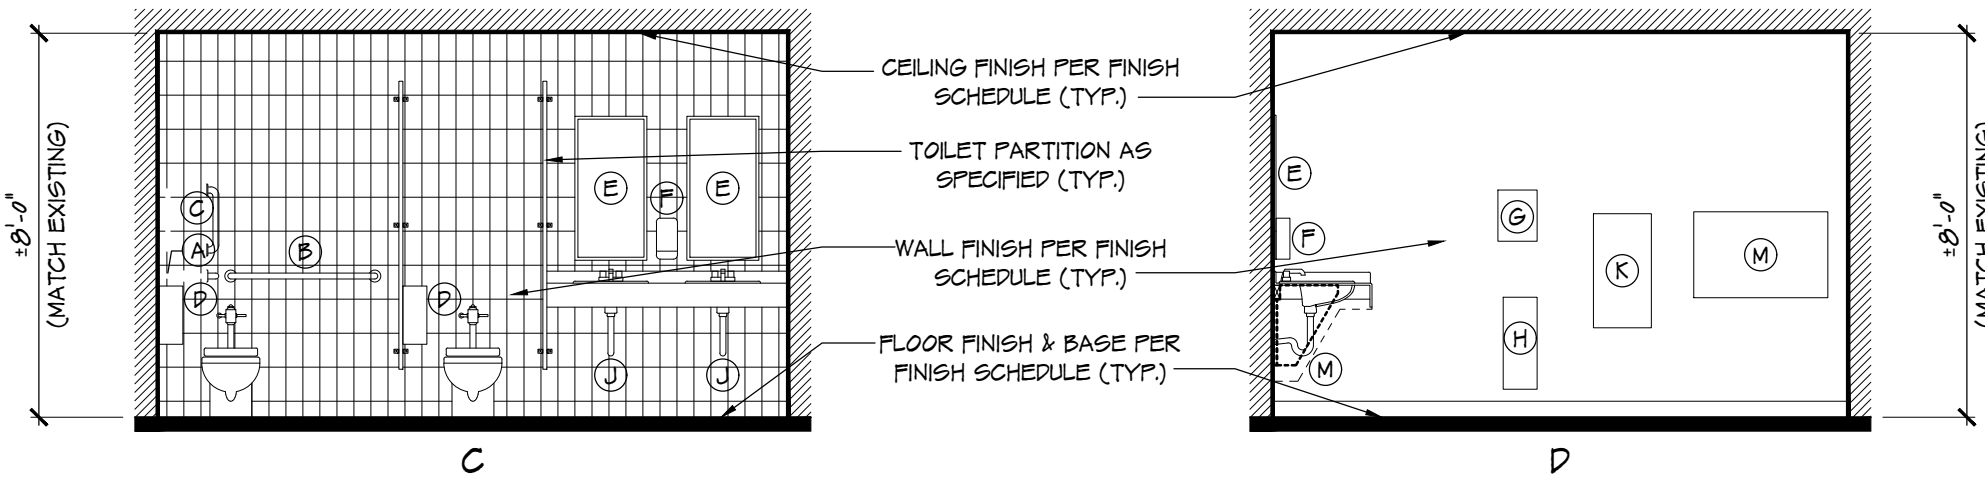 ±8'-0"
(MATCH EXISTING)
C
A
B
D
D
E
F
E
J
J
C
CEILING FINISH PER FINISH
SCHEDULE (TYP.)
TOILET PARTITION AS
SPECIFIED (TYP.)
WALL FINISH PER FINISH
SCHEDULE (TYP.)
FLOOR FINISH & BASE PER
FINISH SCHEDULE (TYP.)
E
F
G
K
M
H
M
D
±8'-0"
(MATCH EXISTING)